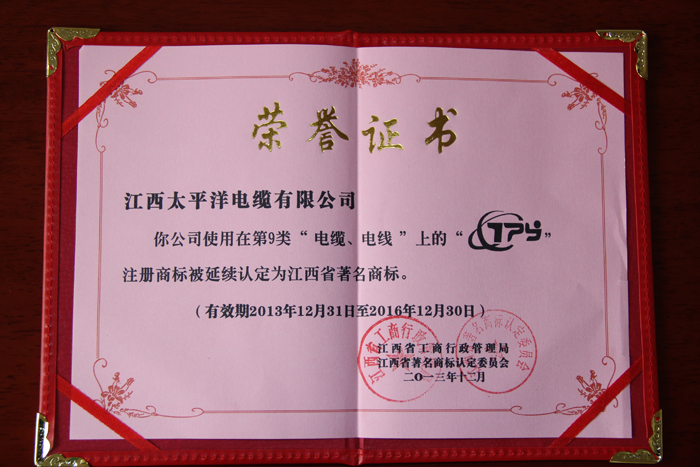 荣誉证书
江西太平洋电缆有限公司
你公司使用在第9类“电缆、电线”上的“TPY”
注册商标被延续认定为江西省著名商标。
（有效期2013年12月31日至2016年12月30日）
江西省工商行政管理局
江西省著名商标认定委员会
二〇一三年十二月